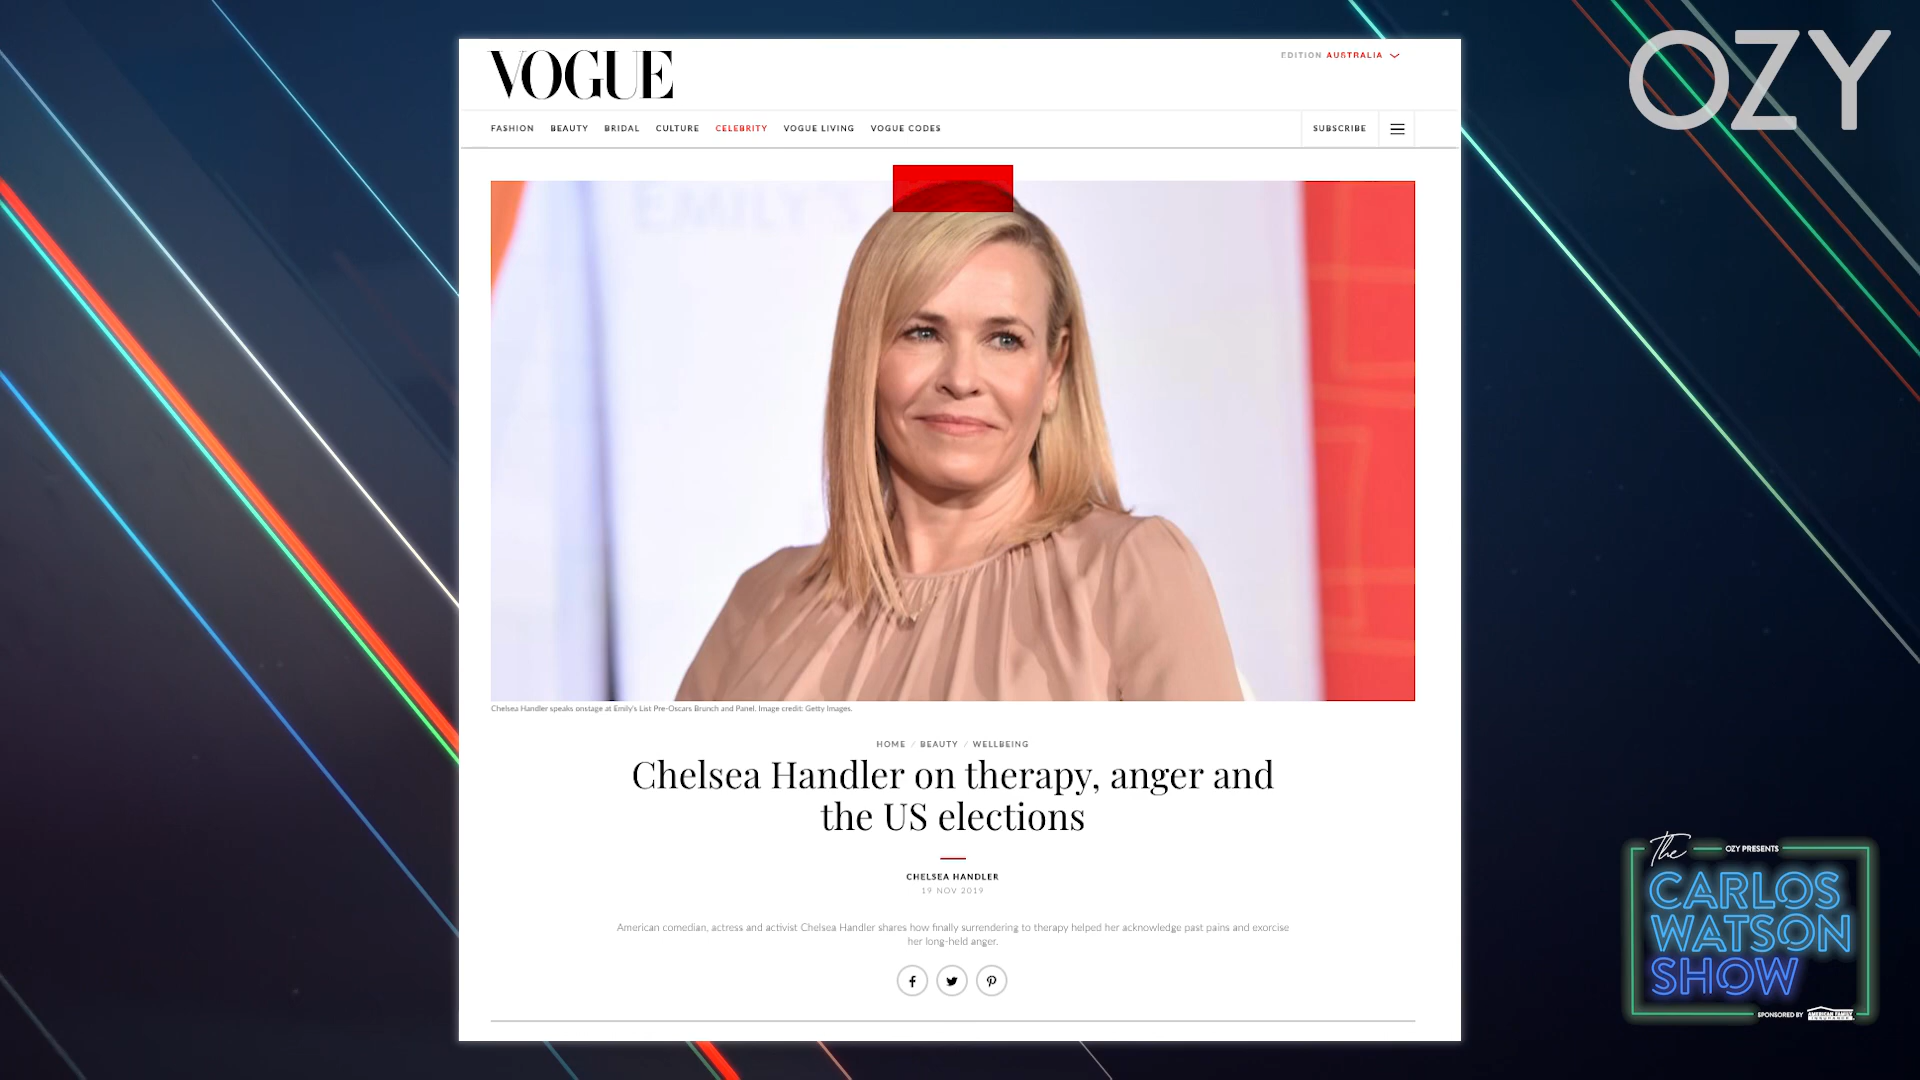 VOGUE
EDITION AUSTRALIA
OZY
FASHION BEAUTY BRIDAL CULTURE CELEBRITY VOGUE LIVING VOGUE CODES
SUBSCRIBE
EMILY'S
Chelsea Handler speaks onstage at Emily's List Pre-Oscars Brunch and Panel. Image credit: Getty Images.
HOME / BEAUTY / WELLBEING
Chelsea Handler on therapy, anger and
the US elections
CHELSEA HANDLER
19 NOV 2019
American comedian, actress and activist Chelsea Handler shares how finally surrendering to therapy helped her acknowledge past pains and exorcise
her long-held anger.
The
OZY PRESENTS
CARLOS
WATSON
SHOW
SPONSORED BY AMERICAN FAMILY
INSURANCE